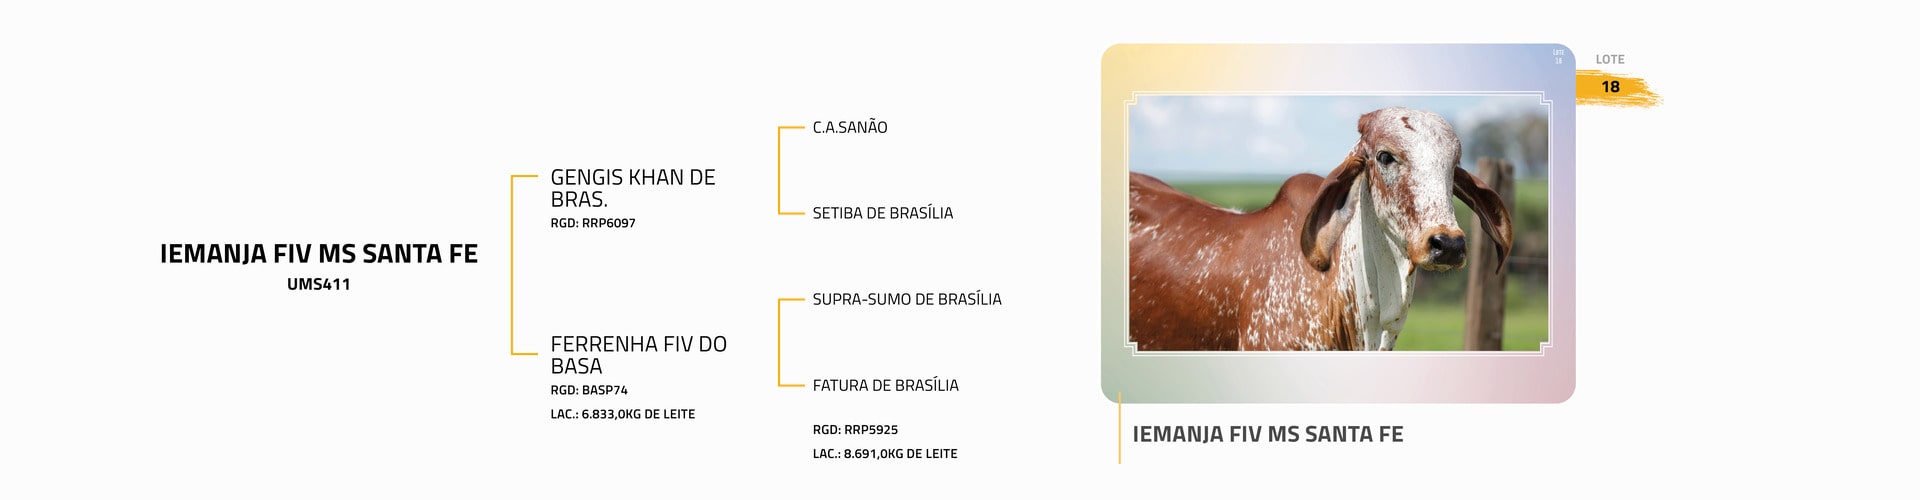 IEMANJA FIV MS SANTA FE
UMS411
GENGIS KHAN DE
BRAS.
RGD: RRP6097
FERRENHA FIV DO
BASA
RGD: BASP74
LAC.: 6.833,0KG DE LEITE
C.A.SANÃO
SETIBA DE BRASÍLIA
SUPRA-SUMO DE BRASÍLIA
FATURA DE BRASÍLIA
RGD: RRP5925
LAC.: 8.691,0KG DE LEITE
LOTE
18
LOTE
18
IEMANJA FIV MS SANTA FE